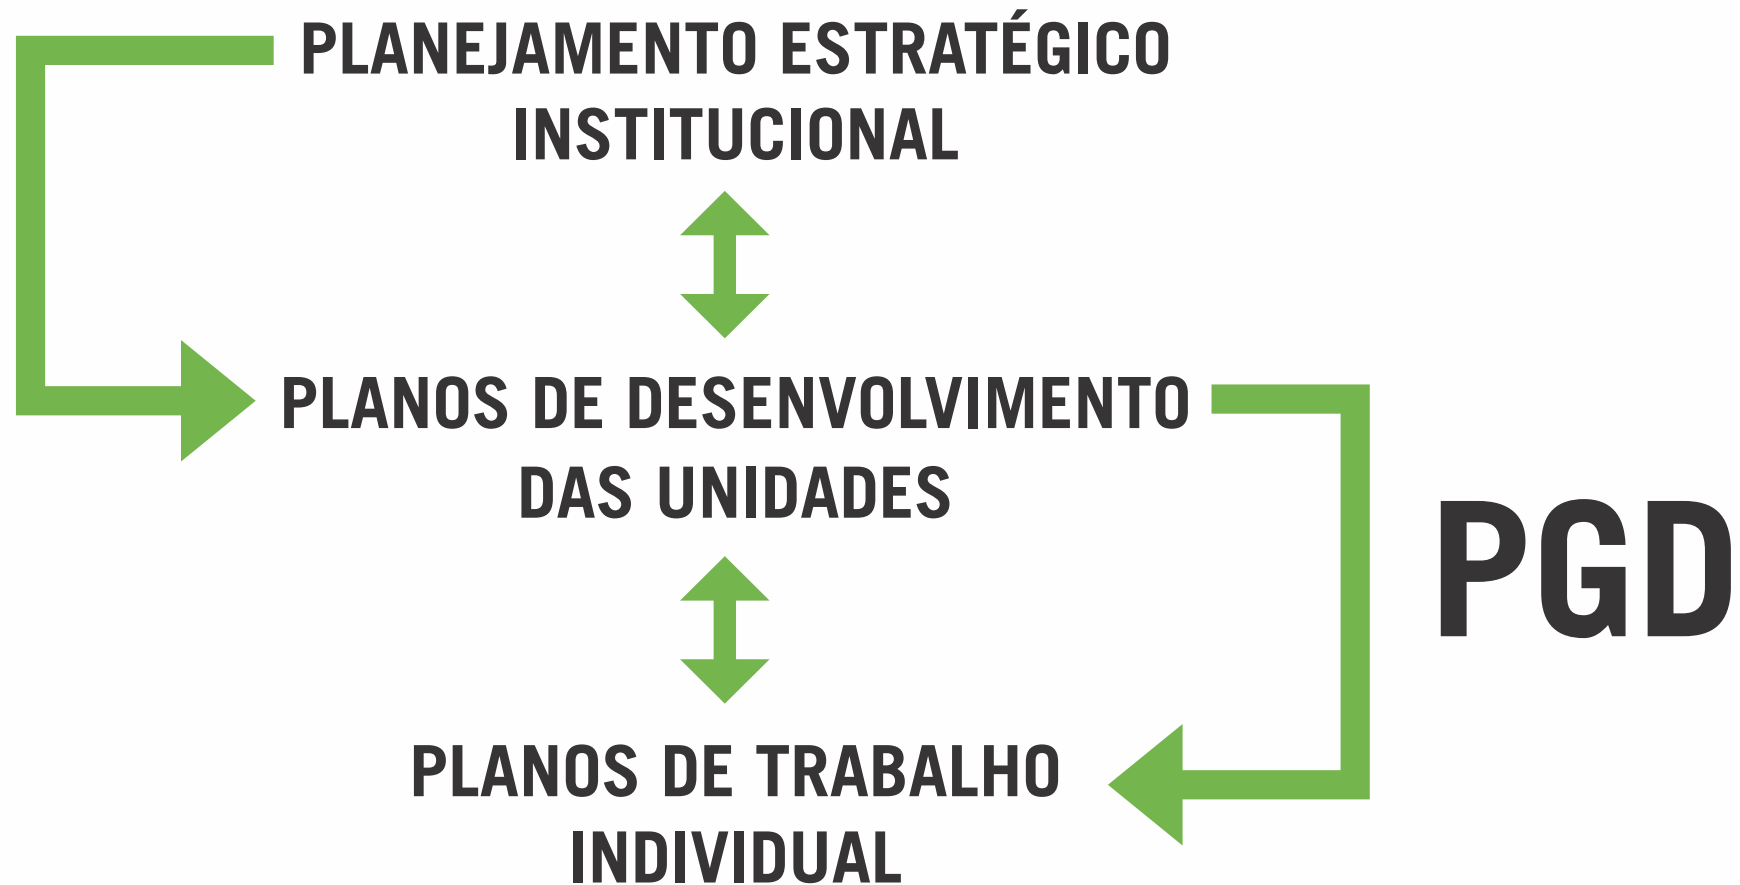 PLANEJAMENTO ESTRATÉGICO
INSTITUCIONAL
PLANOS DE DESENVOLVIMENTO
DAS UNIDADES
PGD
PLANOS DE TRABALHO
INDIVIDUAL